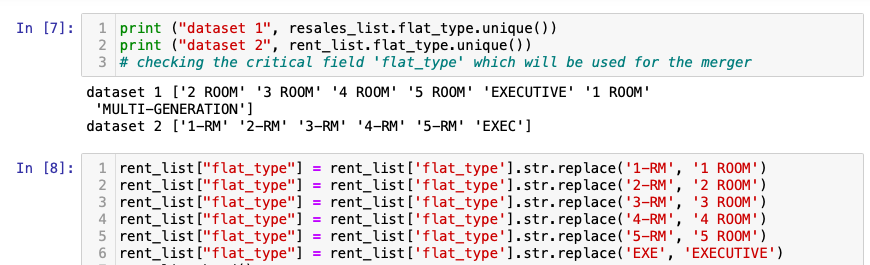 In [7]:
1 print ("dataset 1", resales_list.flat_type.unique())
2 print ("dataset 2", rent_list.flat_type.unique())
3 # checking the critical field 'flat_type' which will be used for the merger
dataset 1 ['2 ROOM' '3 ROOM' '4 ROOM' '5 ROOM' 'EXECUTIVE' '1 ROOM'
'MULTI-GENERATION']
dataset 2 ['1-RM' '2-RM' '3-RM' '4-RM' '5-RM' 'EXEC']
In [8]:
1 rent_list["flat_type"] = rent_list['flat_type'].str.replace('1-RM', '1 ROOM')
2 rent_list["flat_type"] = rent_list['flat_type'].str.replace('2-RM', '2 ROOM')
3 rent_list["flat_type"] = rent_list['flat_type'].str.replace('3-RM', '3 ROOM')
4 rent_list["flat_type"] = rent_list['flat_type'].str.replace('4-RM', '4 ROOM')
5 rent_list["flat_type"] = rent_list['flat_type'].str.replace('5-RM', '5 ROOM')
6 rent_list["flat_type"] = rent_list['flat_type'].str.replace('EXE', 'EXECUTIVE')